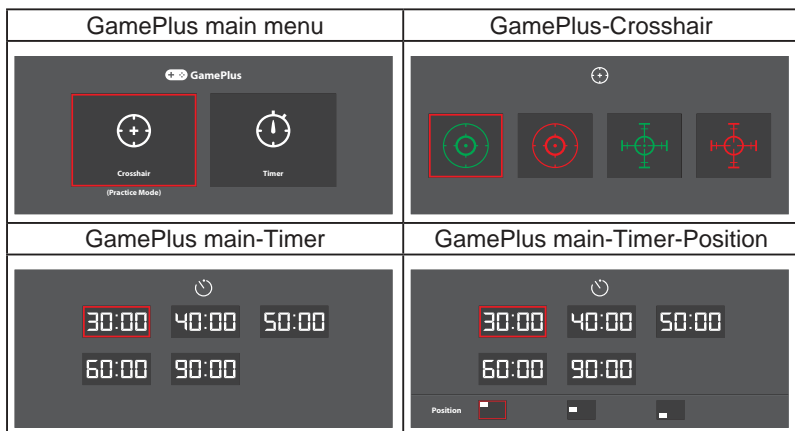 GamePlus main menu
GamePlus-Crosshair
GamePlus
Crosshair
Timer
(Practice Mode)
GamePlus main-Timer
GamePlus main-Timer-Position
30:00 40:00 50:00
60:00 90:00
30:00 40:00 50:00
60:00 90:00
Position